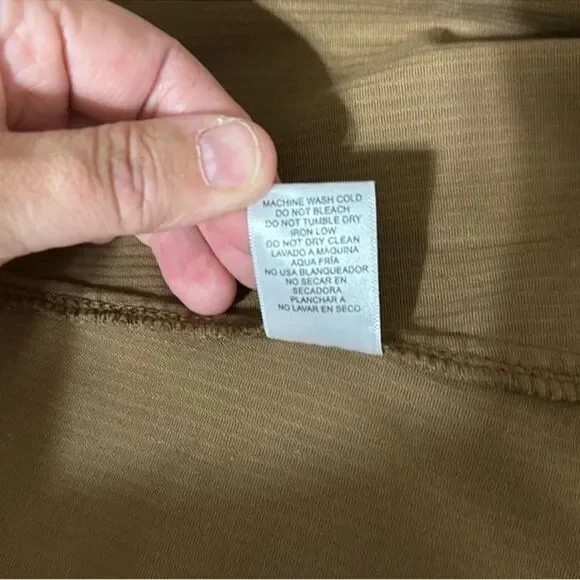 MACHINE WASH COLD
DO NOT BLEACH
DO NOT TUMBLE DRY
IRON LOW
DO NOT DRY CLEAN
LAVADO A MAQUINA
AQUA FRÍA
NO USA BLANQUEADOR
NO SECAR EN
SECADORA
PLANCHAR A
NO LAVAR EN SECO